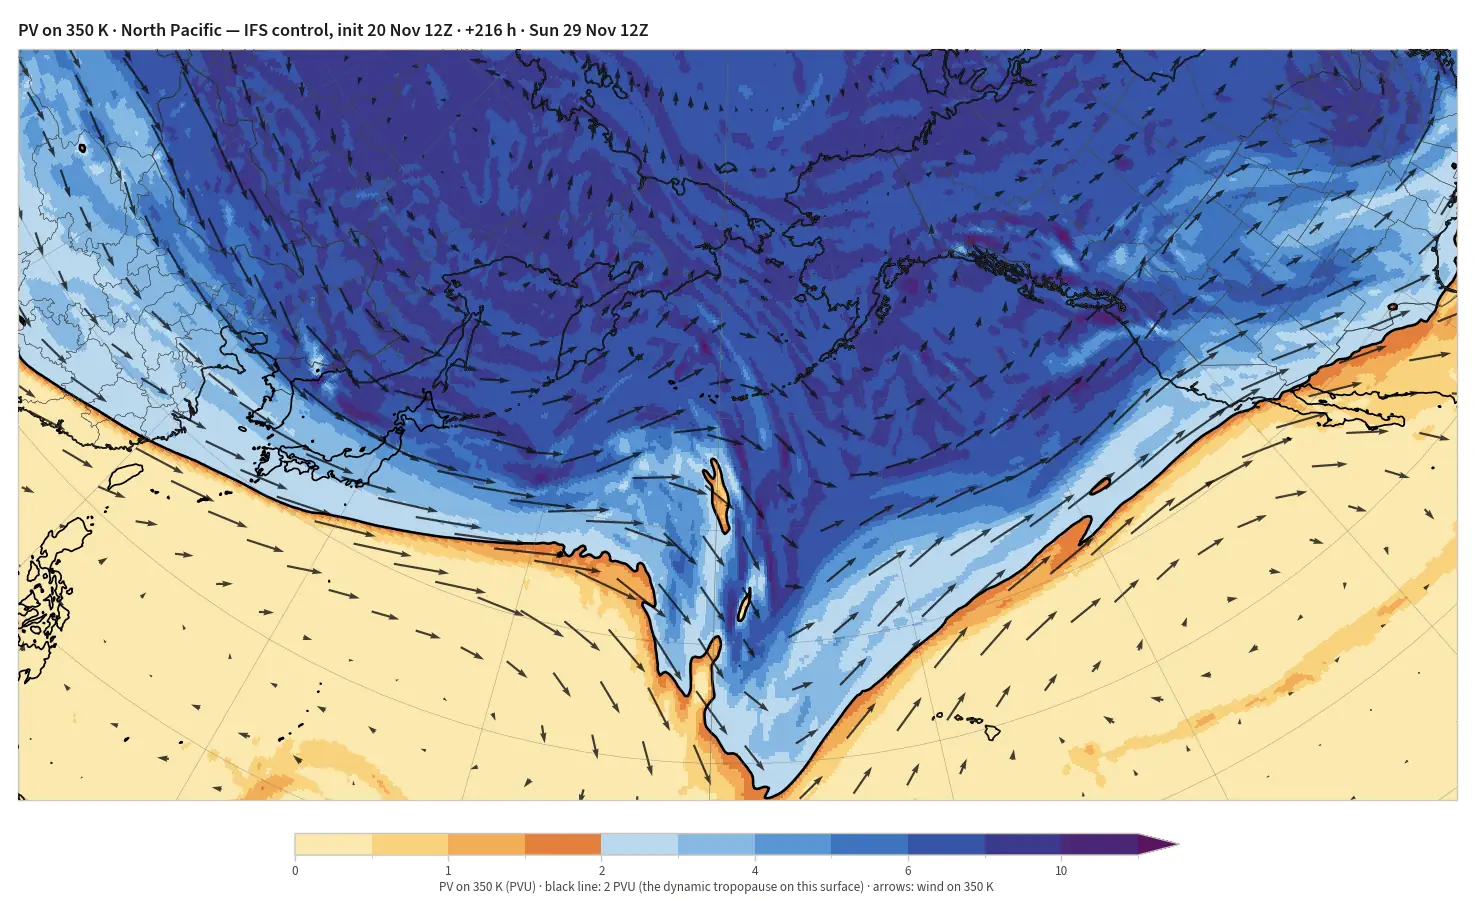 PV on 350 K · North Pacific — IFS control, init 20 Nov 12Z · +216 h · Sun 29 Nov 12Z
0 1 2 4 6 10
PV on 350 K (PVU) · black line: 2 PVU (the dynamic tropopause on this surface) · arrows: wind on 350 K